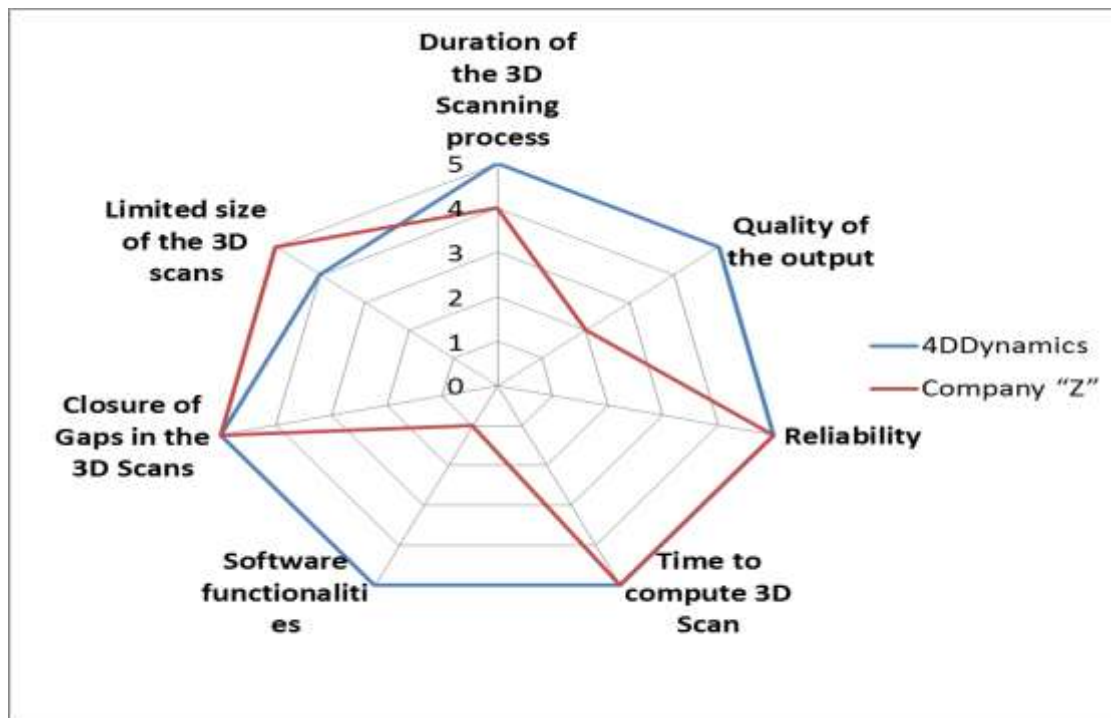 Duration of
the 3D
Scanning
process
5
4
3
2
1
0
Quality of
the output
Reliability
Time to
compute 3D
Scan
Software
functionaliti
es
Closure of
Gaps in the
3D Scans
Limited size
of the 3D
scans
4DDynamics
Company “Z”